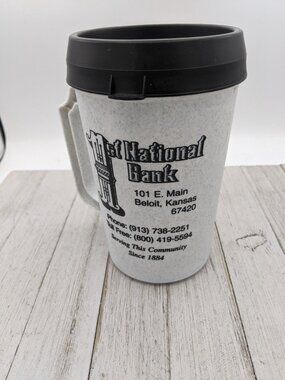 1st National
Bank
101 E. Main
Beloit, Kansas
67420
Phone: (913) 738-2251
Toll Free: (800) 419-5594
Serving This Community
Since 1884